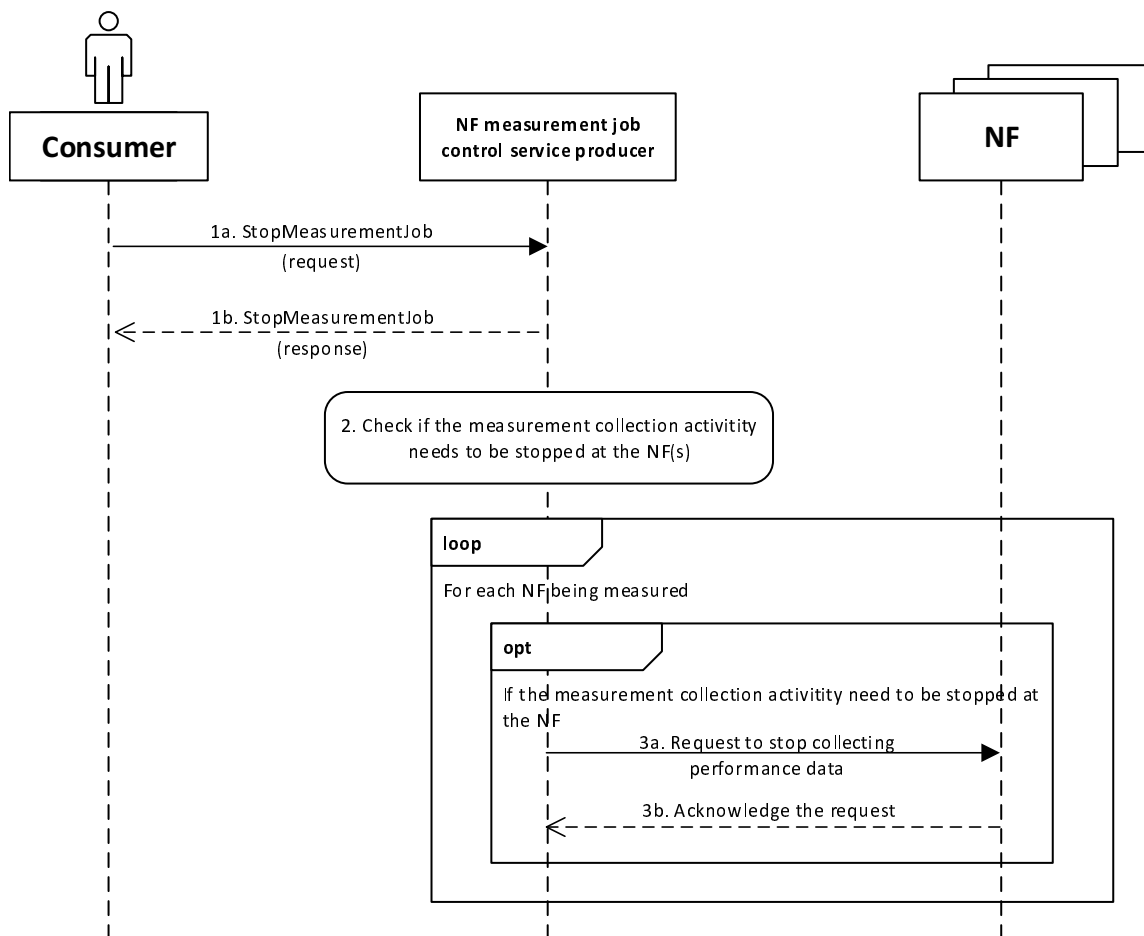 Consumer
NF measurement job
control service producer
NF
1a. StopMeasurementJob
(request)
1b. StopMeasurementJob
(response)
2. Check if the measurement collection activitity
needs to be stopped at the NF(s)
loop
For each NF being measured
opt
If the measurement collection activitity need to be stopped at
the NF
3a. Request to stop collecting
performance data
3b. Acknowledge the request